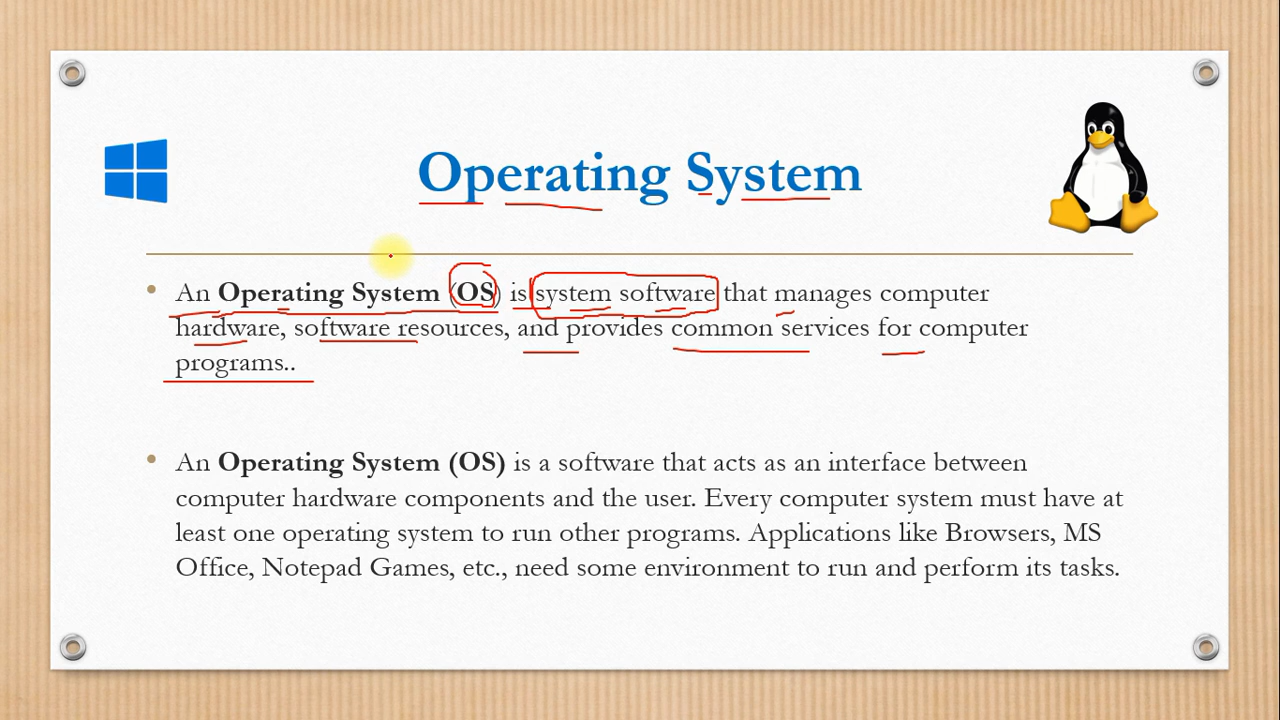 Operating System
• An Operating System (OS) is system software that manages computer
hardware, software resources, and provides common services for computer
programs..
• An Operating System (OS) is a software that acts as an interface between
computer hardware components and the user. Every computer system must have at
least one operating system to run other programs. Applications like Browsers, MS
Office, Notepad Games, etc., need some environment to run and perform its tasks.